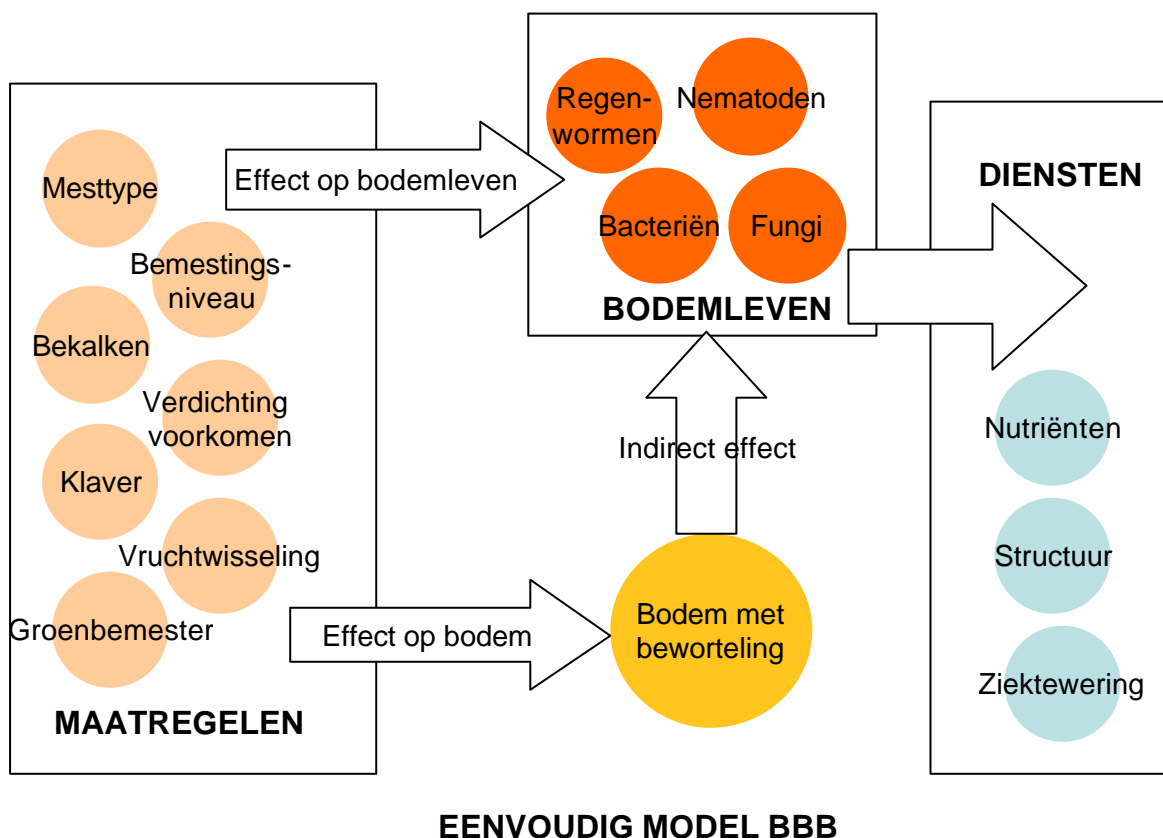 Mesttype
Bemestings-
niveau
Bekalken
Verdichting
voorkomen
Klaver
Vruchtwisseling
Groenbemester
MAATREGELEN
Effect op bodemleven
Effect op bodem
Regen-
wormen
Nematoden
Bacteriën
Fungi
BODEMLEVEN
Indirect effect
Bodem met
beworteling
DIENSTEN
Nutriënten
Structuur
Ziektewering
EENVOUDIG MODEL BBB